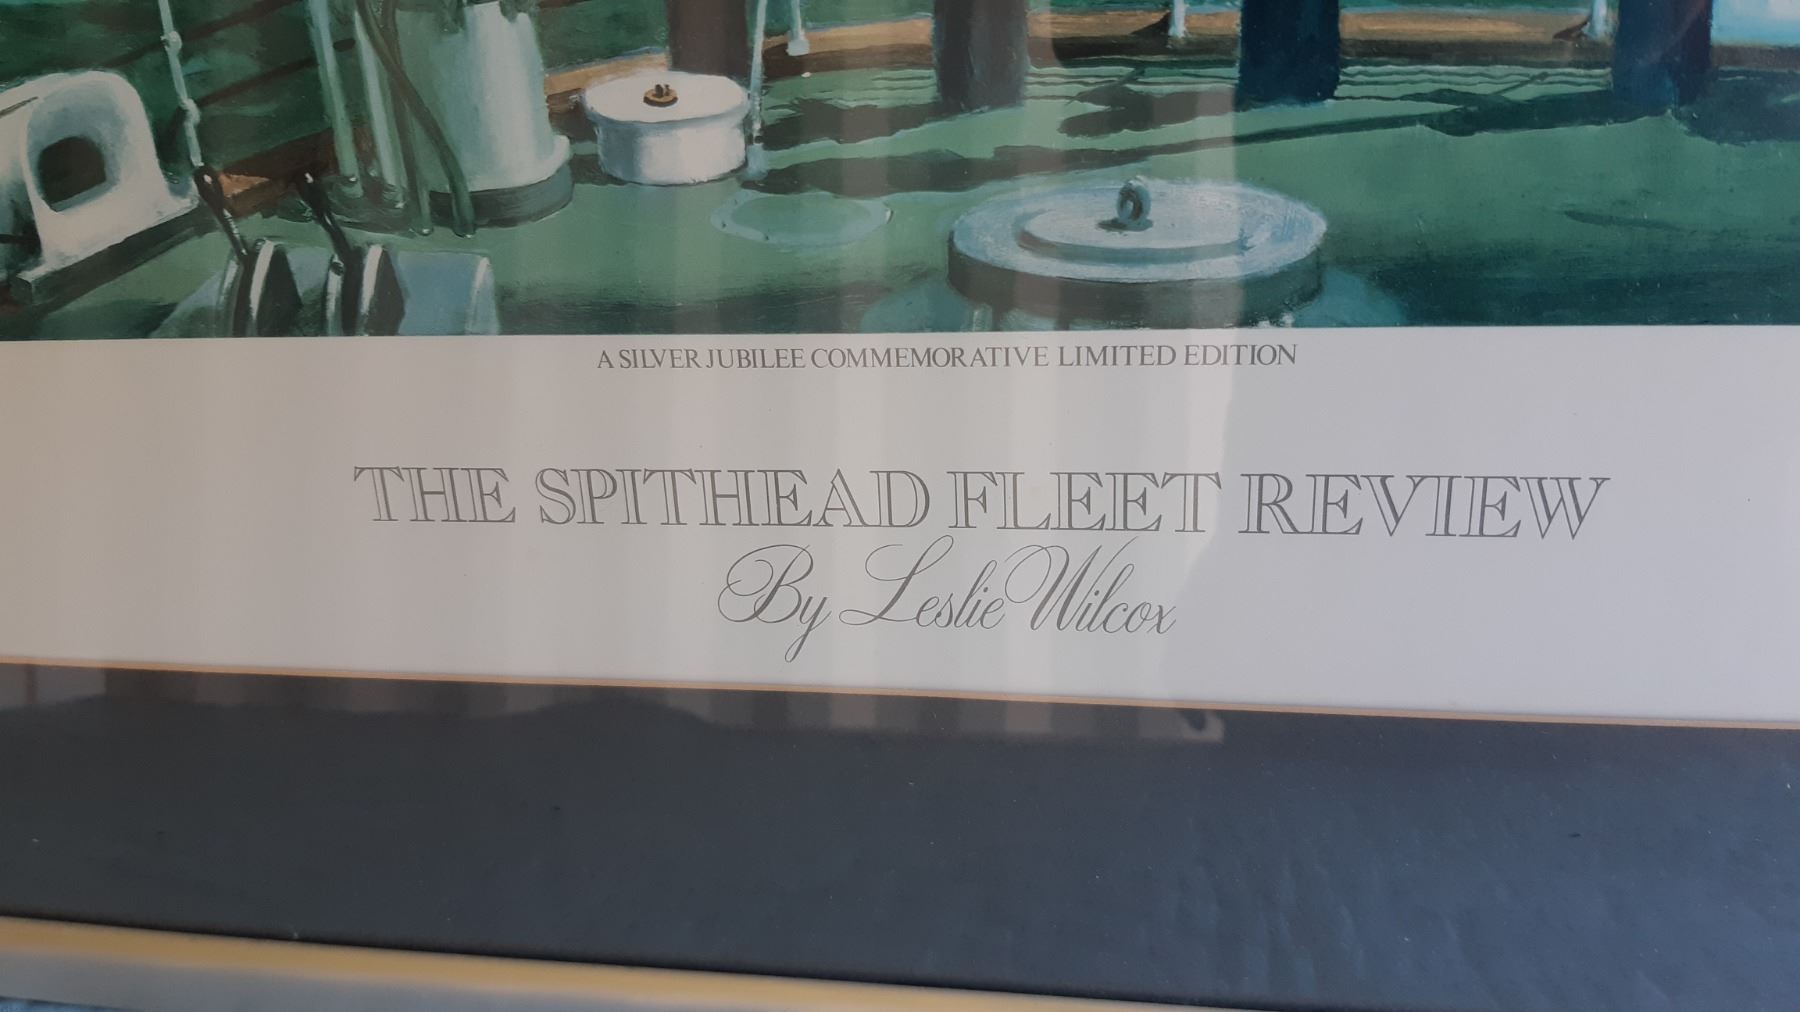 A SILVER JUBILEE COMMEMORATIVE LIMITED EDITION
THE SPITHEAD FLEET REVIEW
By Leslie Wilcox